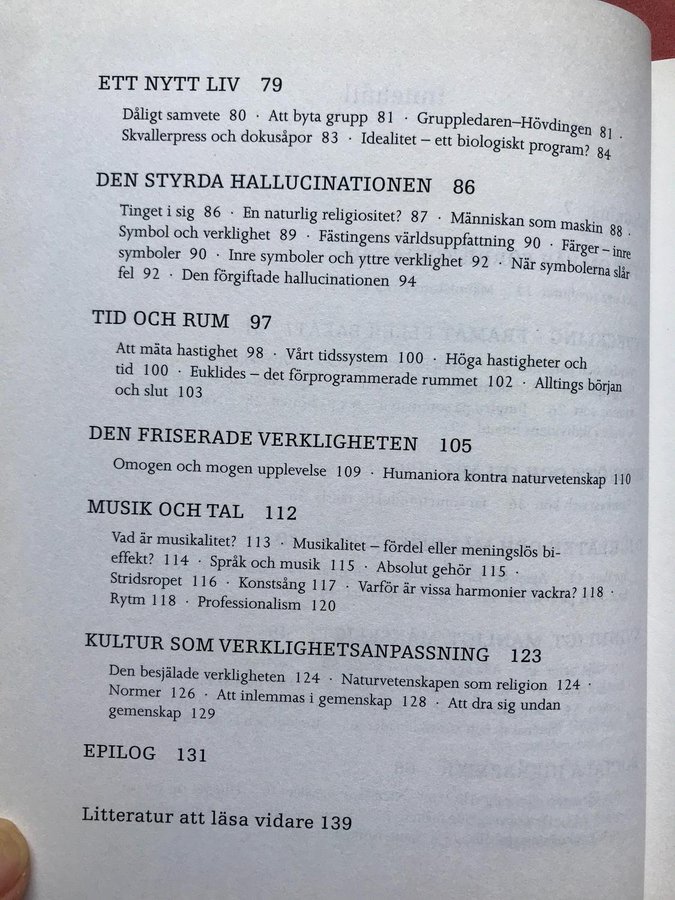 ETT NYTT LIV 79
Dåligt samvete 80 · Att byta grupp 81 · Gruppledaren–Hövdingen 81 ·
Skvallerpress och dokusåpor 83 · Idealitet – ett biologiskt program? 84
DEN STYRDA HALLUCINATIONEN 86
Tinget i sig 86 · En naturlig religiositet? 87 · Människan som maskin 88 ·
Symbol och verklighet 89 · Fästingens världsuppfattning 90 · Färger – inre
symboler 90 · Inre symboler och yttre verklighet 92 · När symbolerna slår
fel 92 · Den förgiftade hallucinationen 94
TID OCH RUM 97
Att mäta hastighet 98 · Vårt tidssystem 100 · Höga hastigheter och
tid 100 · Euklides – det förprogrammerade rummet 102 · Alltings början
och slut 103
DEN FRISERADE VERKLIGHETEN 105
Omogen och mogen upplevelse 109 · Humaniora kontra naturvetenskap 110
MUSIK OCH TAL 112
Vad är musikalitet? 113 · Musikalitet – fördel eller meningslös bi-
effekt? 114 · Språk och musik 115 · Absolut gehör 115 ·
Stridsropet 116 · Konstsång 117 · Varför är vissa harmonier vackra? 118 ·
Rytm 118 · Professionalism 120
KULTUR SOM VERKLIGHETSANPASSNING 123
Den besjälade verkligheten 124 · Naturvetenskapen som religion 124 ·
Normer 126 · Att inlemmas i gemenskap 128 · Att dra sig undan
gemenskap 129
EPILOG 131
Litteratur att läsa vidare 139